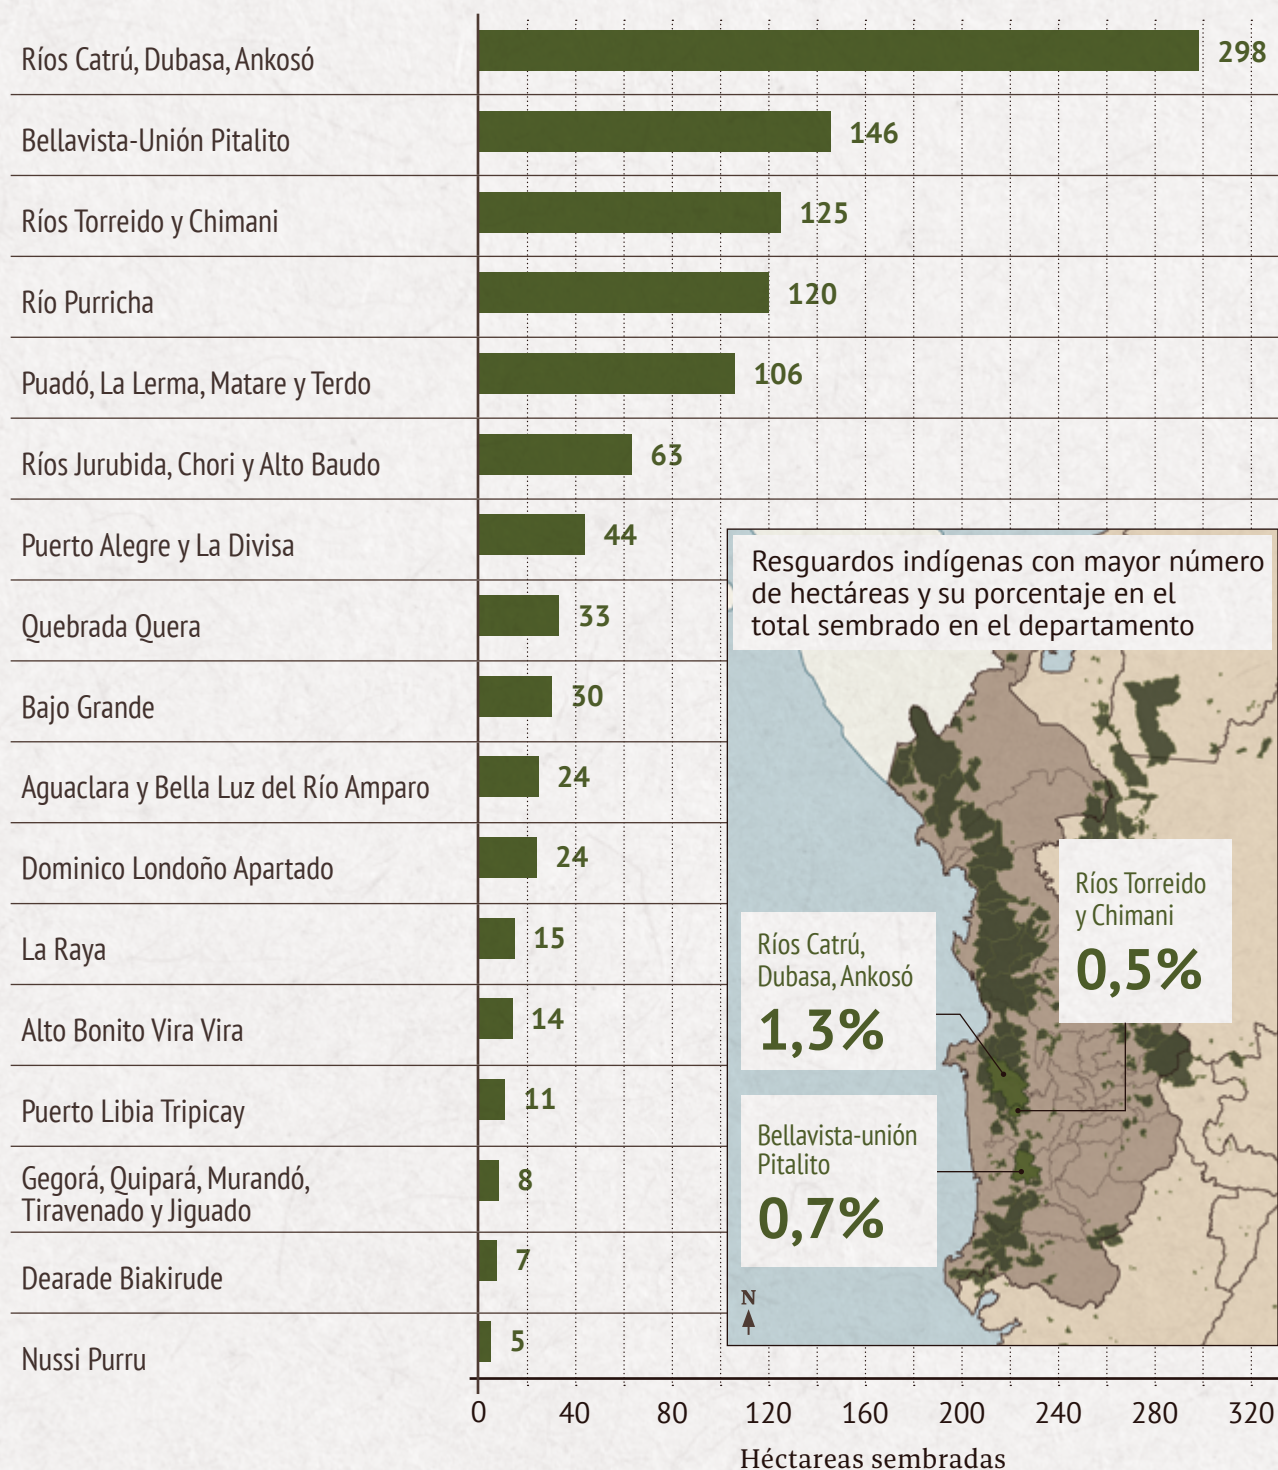 Ríos Catrú, Dubasa, Ankosó
298
Bellavista-Unión Pitalito
146
Ríos Torreido y Chimani
125
Río Purricha
120
Puadó, La Lerma, Matare y Terdo
106
Ríos Jurubida, Chori y Alto Baudo
63
Puerto Alegre y La Divisa
44
Quebrada Quera
33
Bajo Grande
30
Aguaclara y Bella Luz del Río Amparo
24
Dominico Londoño Apartado
24
La Raya
15
Alto Bonito Vira Vira
14
Puerto Libia Tripicay
11
Gegorá, Quipará, Murandó,
Tiravenado y Jiguado
8
Dearade Biakirude
7
Nussi Purru
5
0 40 80 120 160 200 240 280 320
Héctareas sembradas
Resguardos indígenas con mayor número
de hectáreas y su porcentaje en el
total sembrado en el departamento
Ríos Torreido
y Chimani
0,5%
Ríos Catrú,
Dubasa, Ankosó
1,3%
Bellavista-unión
Pitalito
0,7%
N